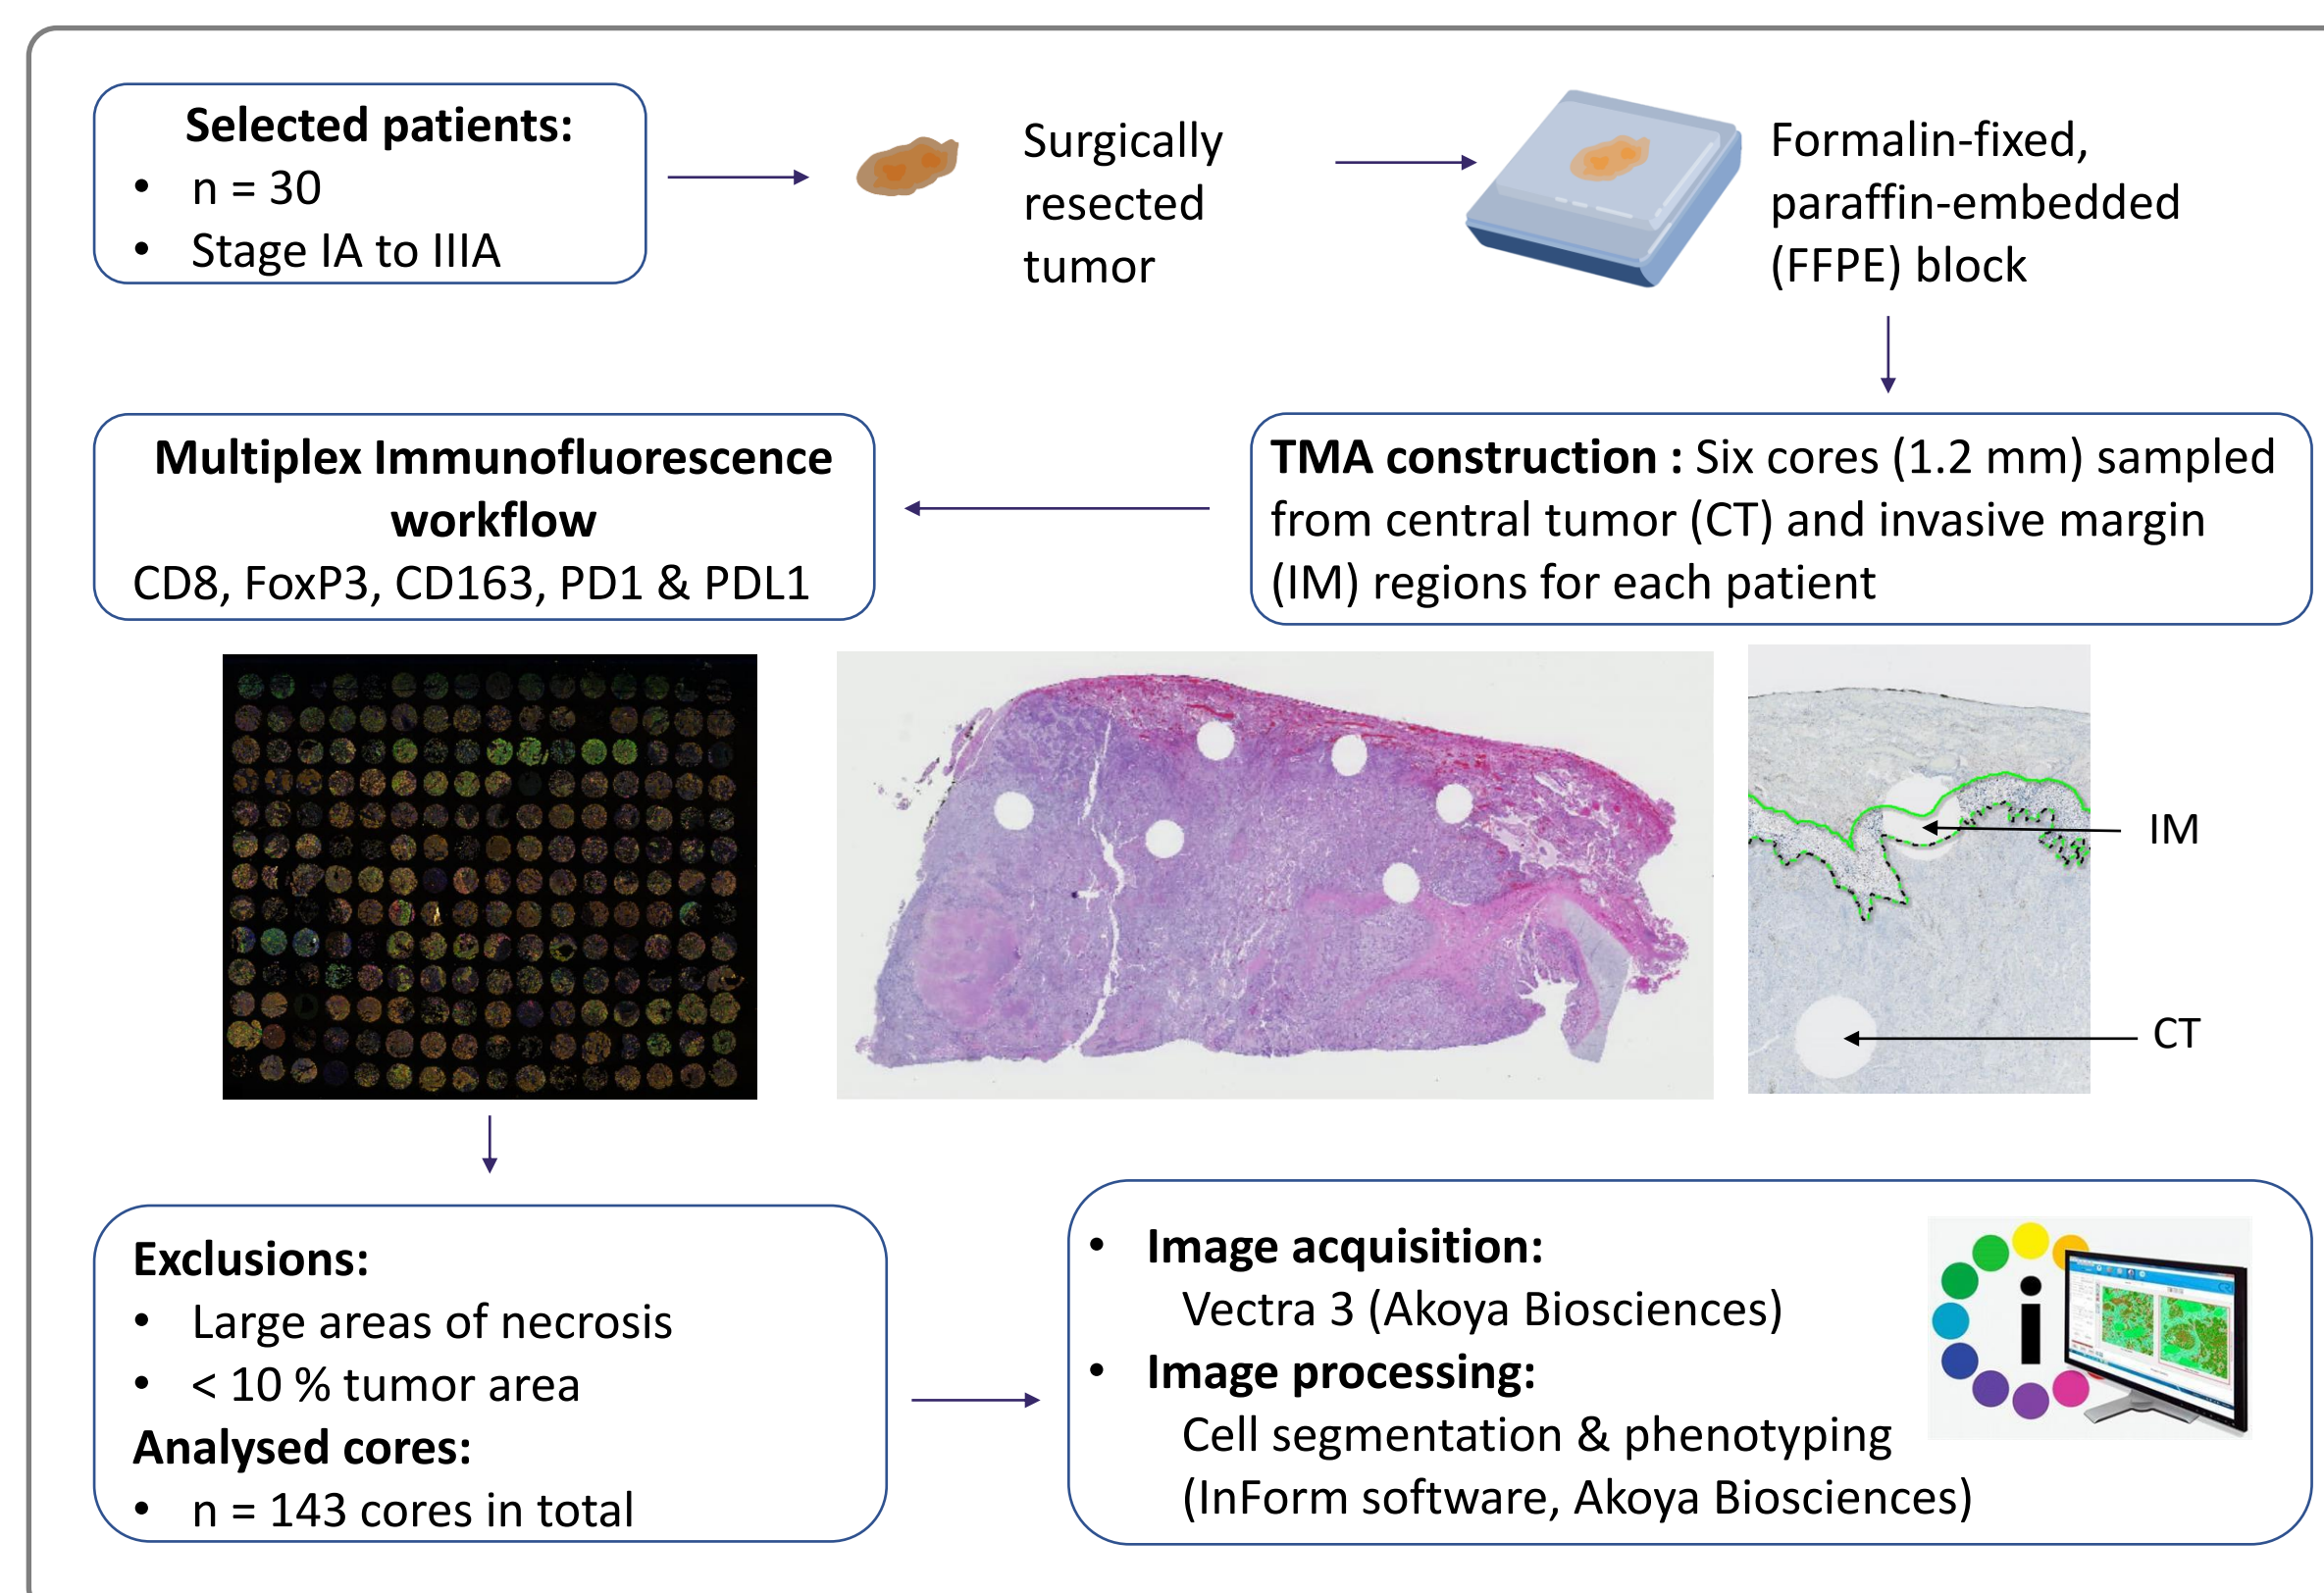 Selected patients:
• n = 30
• Stage IA to IIIA
Surgically
resected
tumor
Formalin-fixed,
paraffin-embedded
(FFPE) block
TMA construction : Six cores (1.2 mm) sampled
from central tumor (CT) and invasive margin
(IM) regions for each patient
Multiplex Immunofluorescence
workflow
CD8, FoxP3, CD163, PD1 & PDL1
IM
CT
Exclusions:
• Large areas of necrosis
• < 10 % tumor area
Analysed cores:
• n = 143 cores in total
• Image acquisition:
Vectra 3 (Akoya Biosciences)
• Image processing:
Cell segmentation & phenotyping
(InForm software, Akoya Biosciences)
i